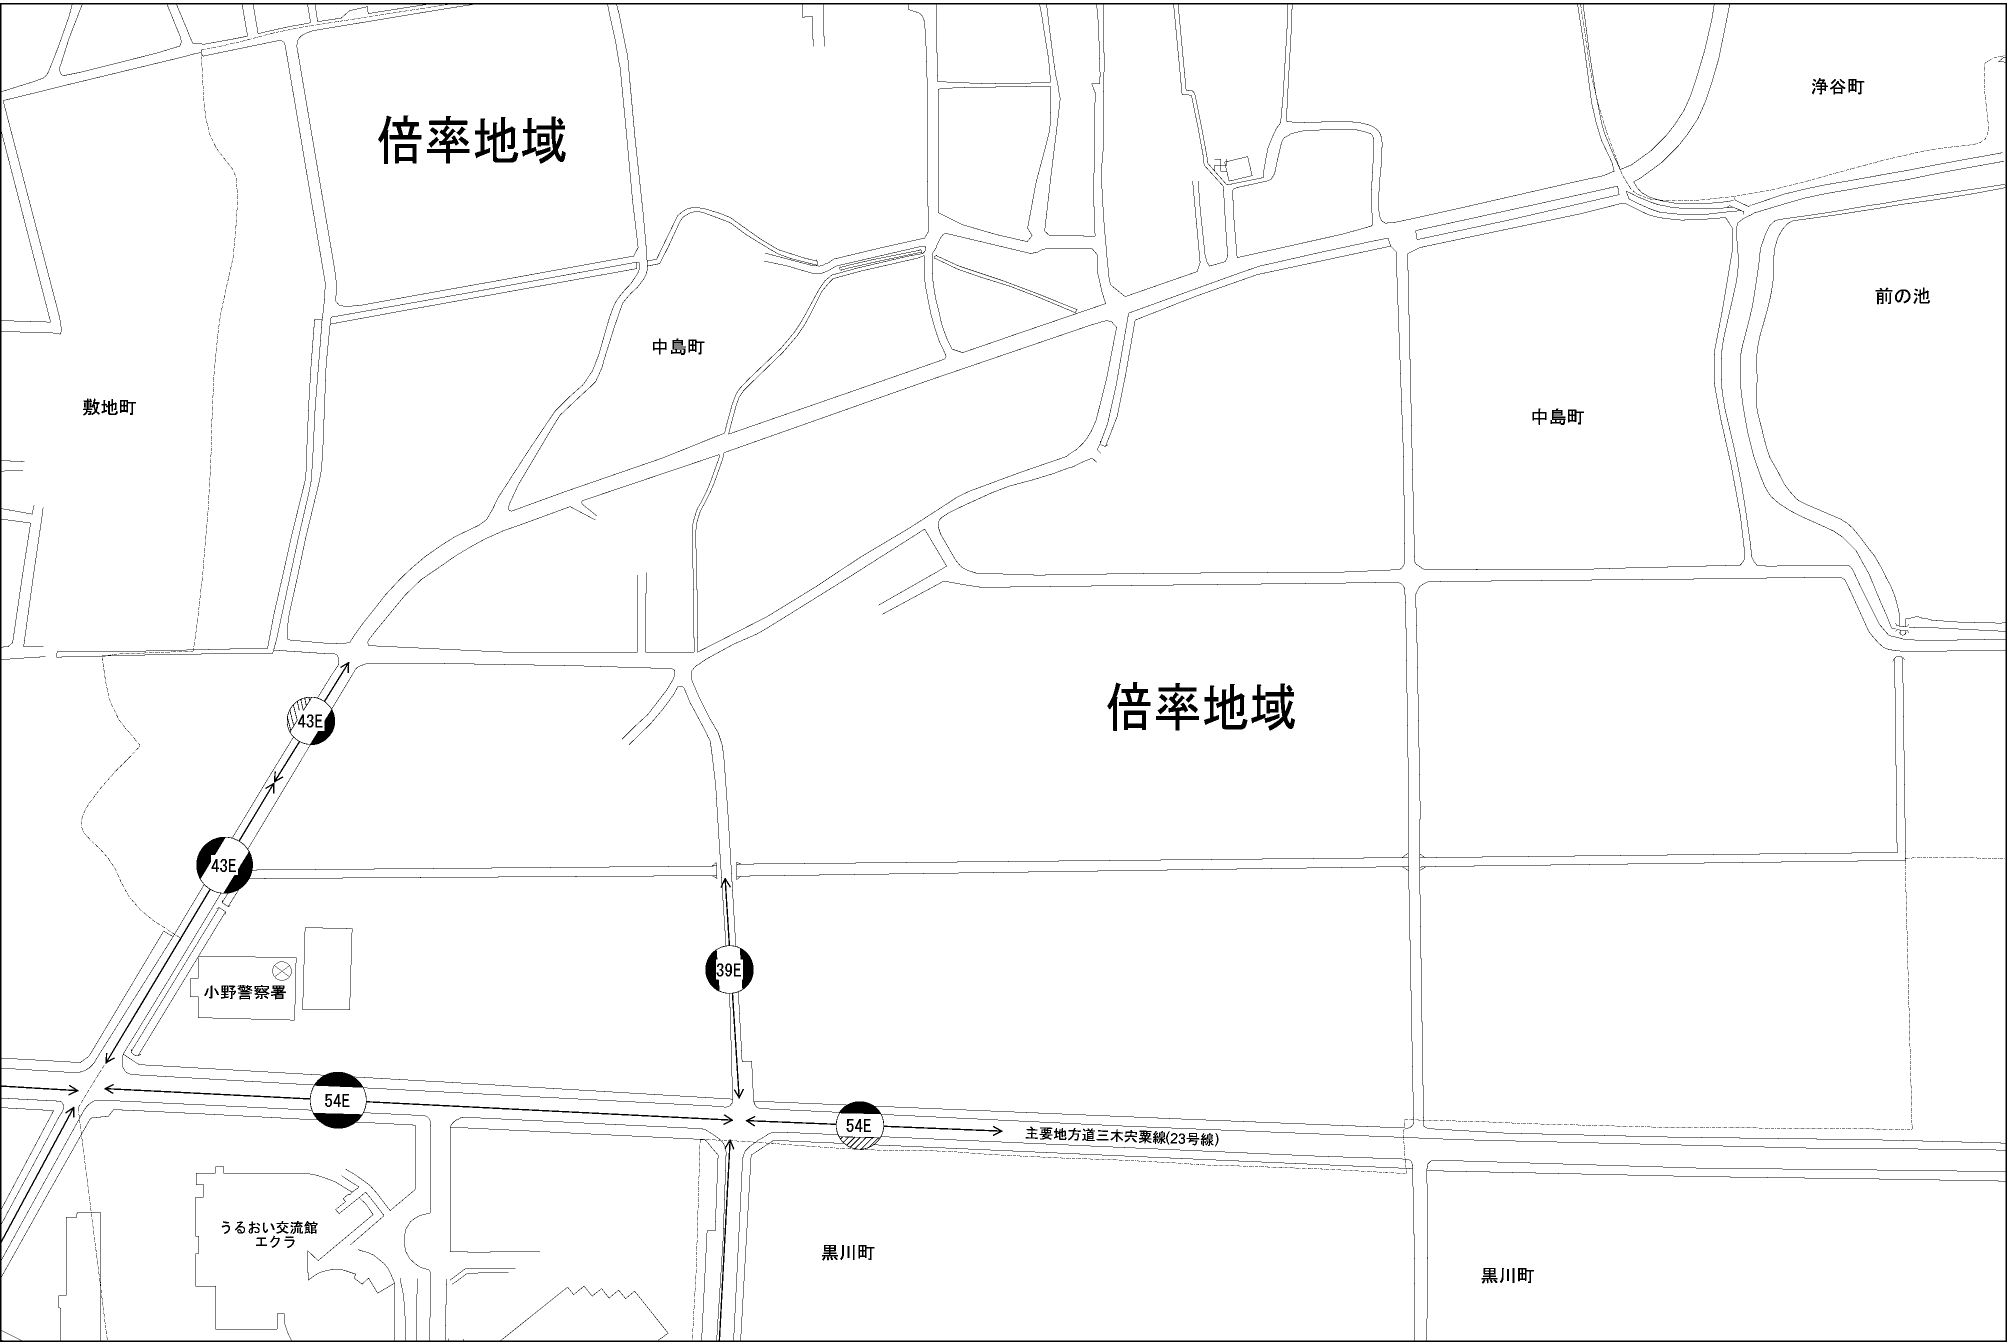 浄谷町
倍率地域
前の池
中島町
敷地町
中島町
倍率地域
43E
43E
39E
小野警察署
54E
54E
主要地方道三木宍粟線(23号線)
うるおい交流館
エクラ
黒川町
黒川町